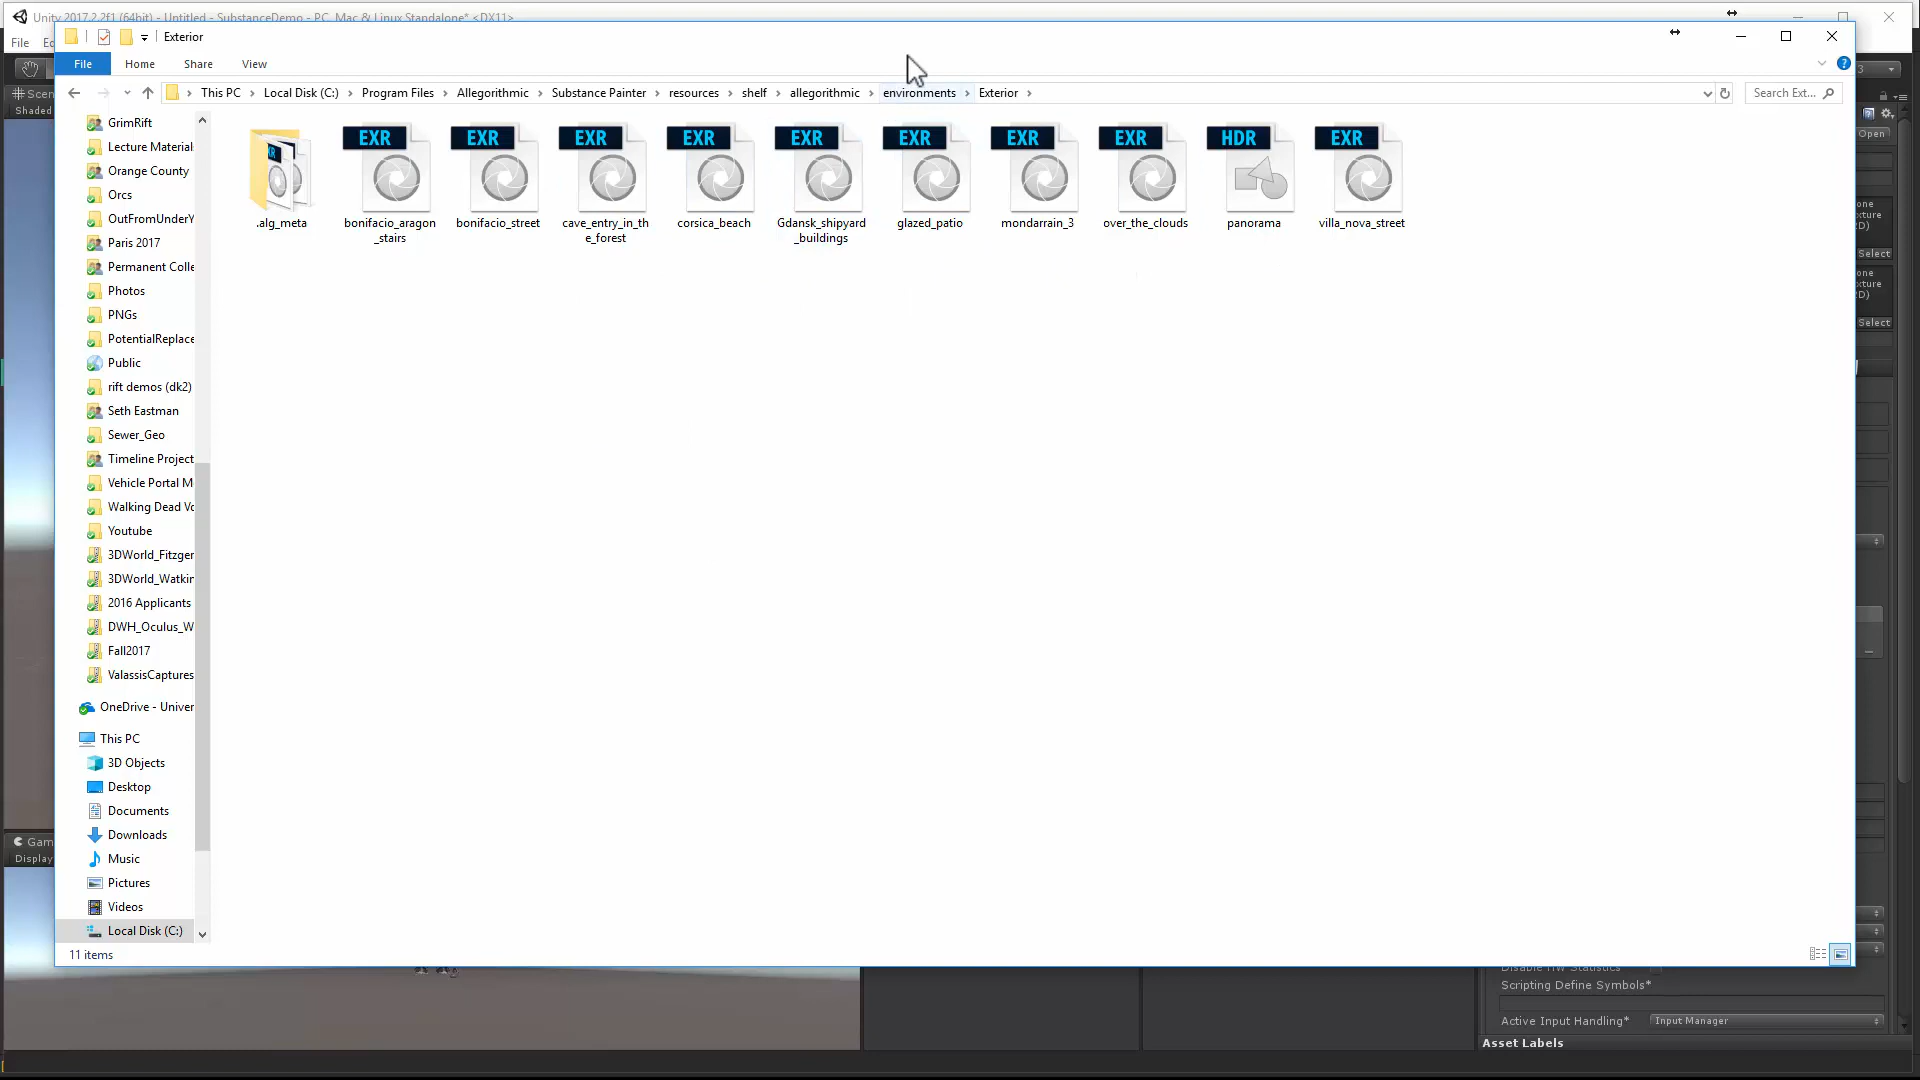 Unity 2017.2.2f1 (64bit) - Untitled - SubstanceDemo - PC, Mac & Linux Standalone* <DX11>
File
Exterior
File Home Share View
This PC Local Disk (C:) Program Files Allegorithmic Substance Painter resources shelf allegorithmic environments Exterior
Search Ext...
Shaded
Open
Select
Select
GrimRift
Lecture Material
Orange County
Orcs
OutFromUnderY
Paris 2017
Permanent Colle
Photos
PNGs
PotentialReplace
Public
rift demos (dk2)
Seth Eastman
Sewer_Geo
Timeline Project
Vehicle Portal M
Walking Dead Vo
Youtube
3DWorld_Fitzger
3DWorld_Watkin
2016 Applicants
DWH_Oculus_W
Fall2017
ValassisCaptures
OneDrive - Univer
This PC
3D Objects
Desktop
Documents
Downloads
Music
Pictures
Videos
Local Disk (C:)
11 items
EXR EXR EXR EXR EXR EXR EXR EXR HDR EXR
.alg_meta
bonifacio_aragon
_stairs
bonifacio_street
cave_entry_in_th
e_forest
corsica_beach
Gdansk_shipyard
_buildings
glazed_patio
mondarrain_3
over_the_clouds
panorama
villa_nova_street
Display
Disable HW Statistics
Scripting Define Symbols*
Active Input Handling* Input Manager
Asset Labels